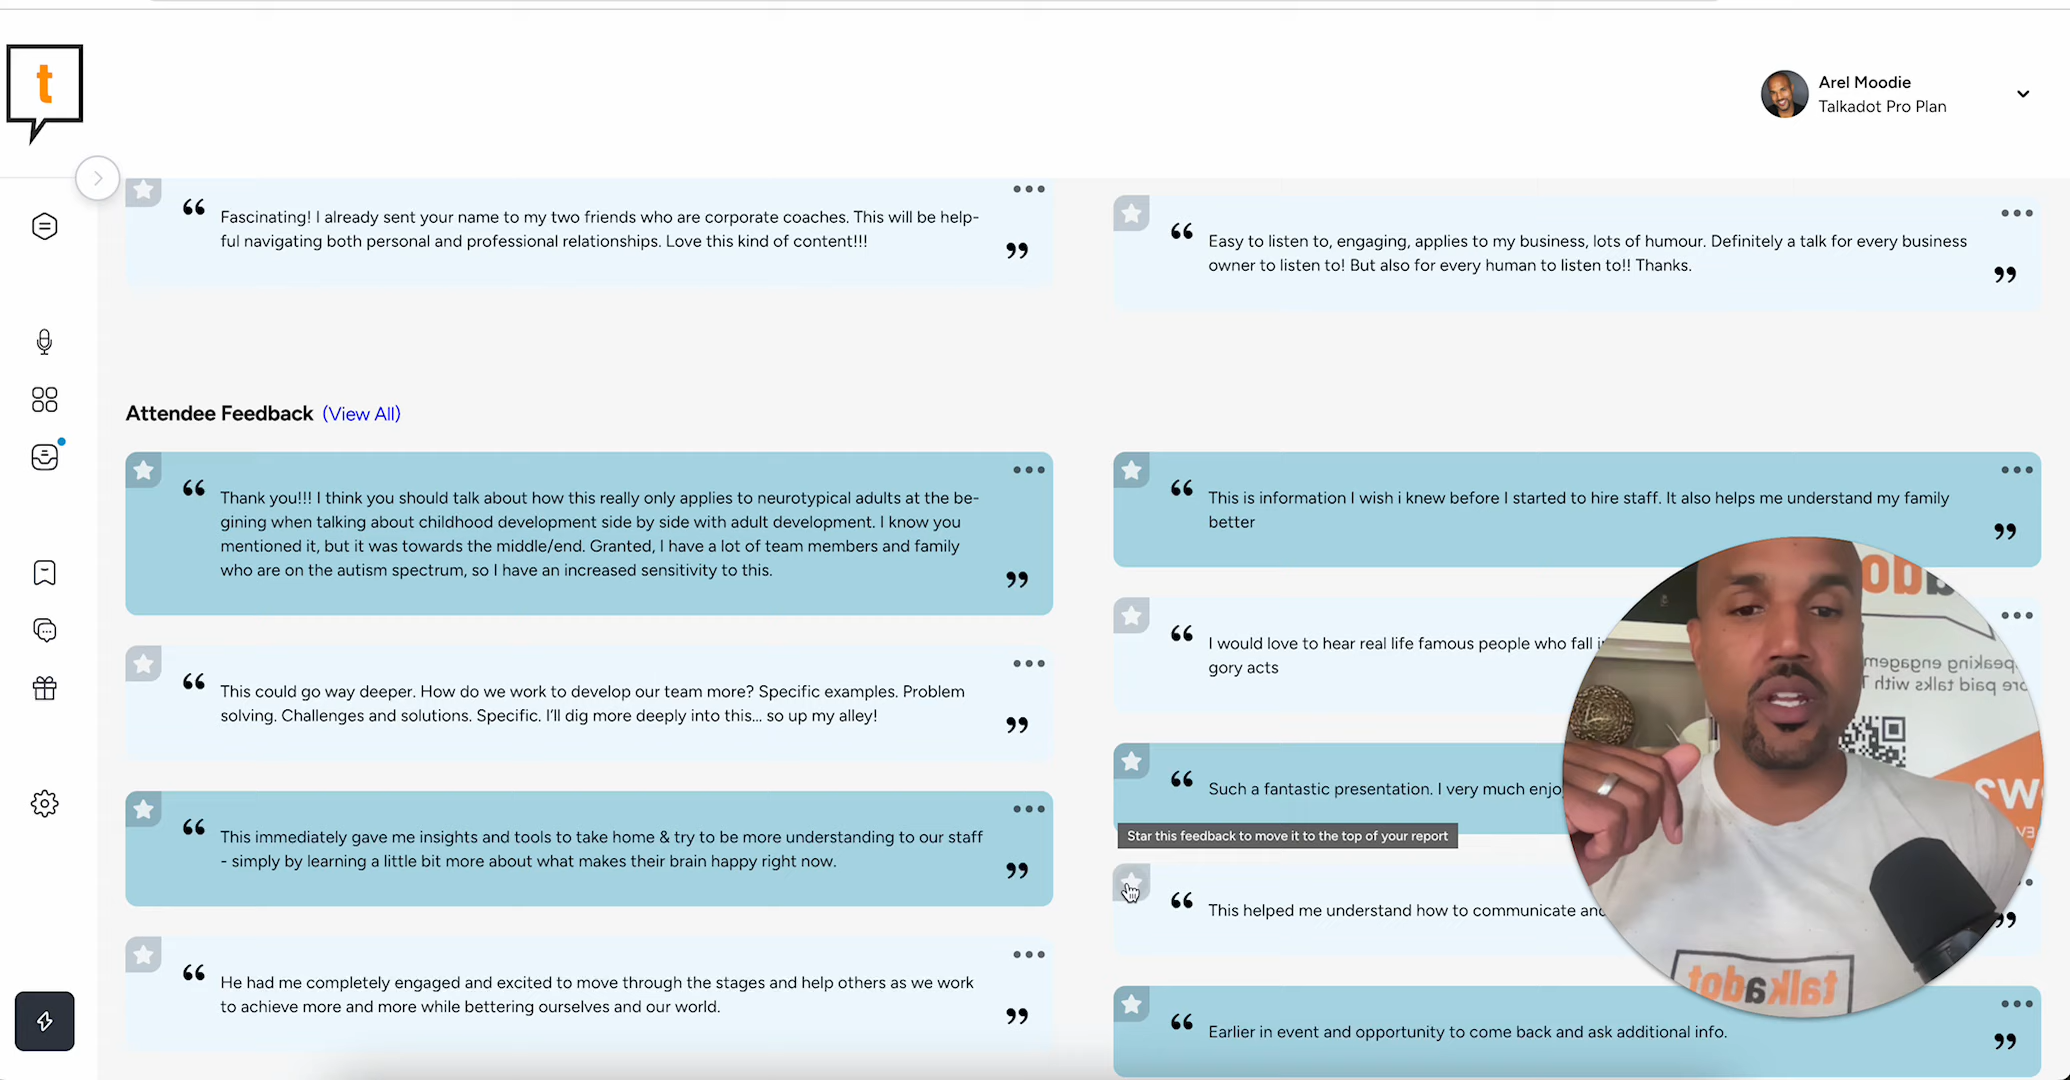 t
Arel Moodie
Talkadot Pro Plan
“ Fascinating! I already sent your name to my two friends who are corporate coaches. This will be help-
ful navigating both personal and professional relationships. Love this kind of content!!! ”
“ Easy to listen to, engaging, applies to my business, lots of humour. Definitely a talk for every business
owner to listen to! But also for every human to listen to!! Thanks. ”
Attendee Feedback (View All)
“ Thank you!!! I think you should talk about how this really only applies to neurotypical adults at the be-
gining when talking about childhood development side by side with adult development. I know you
mentioned it, but it was towards the middle/end. Granted, I have a lot of team members and family
who are on the autism spectrum, so I have an increased sensitivity to this. ”
“ This is information I wish i knew before I started to hire staff. It also helps me understand my family
better ”
“ This could go way deeper. How do we work to develop our team more? Specific examples. Problem
solving. Challenges and solutions. Specific. I’ll dig more deeply into this... so up my alley! ”
“ I would love to hear real life famous people who fall
gory acts
“ This immediately gave me insights and tools to take home & try to be more understanding to our staff
- simply by learning a little bit more about what makes their brain happy right now. ”
“ Such a fantastic presentation. I very much enjo
Star this feedback to move it to the top of your report
“ This helped me understand how to communicate and ”
“ He had me completely engaged and excited to move through the stages and help others as we work
to achieve more and more while bettering ourselves and our world. ”
“ Earlier in event and opportunity to come back and ask additional info. ”
talkadot